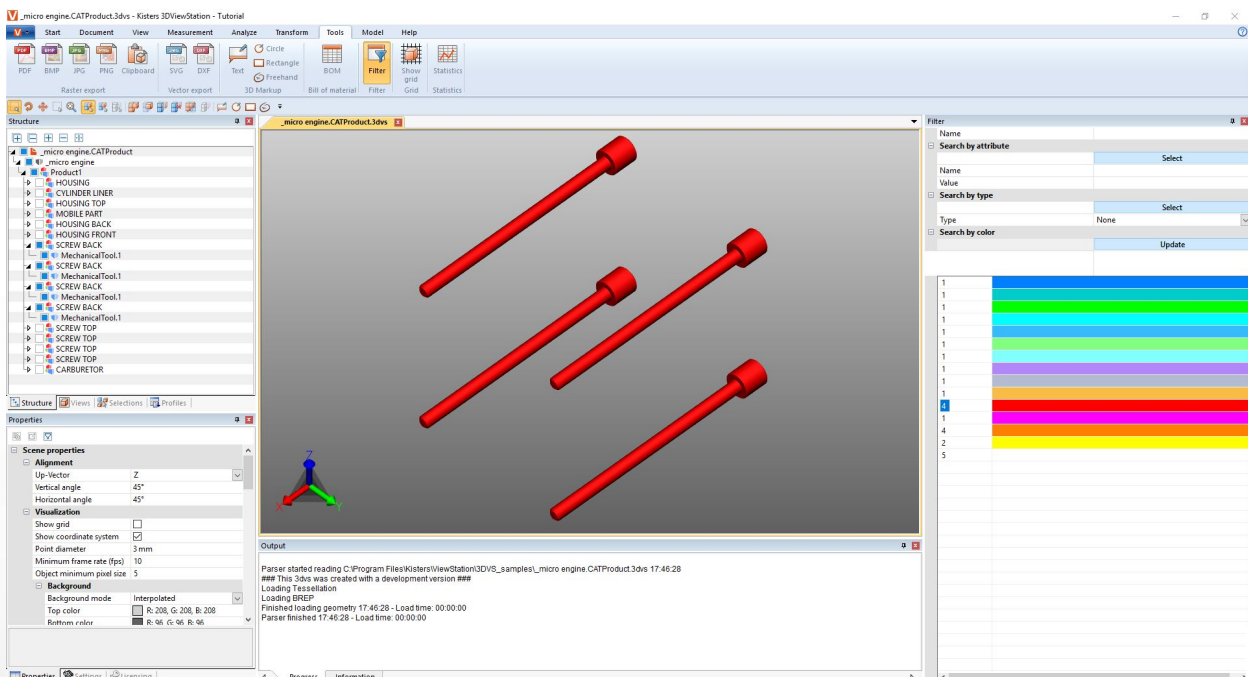 _micro engine.CATProduct.3dvs - Kisters 3DViewStation - Tutorial
Start Document View Measurement Analyze Transform Tools Model Help
PDF BMP JPG PNG Clipboard SVG DXF Text Circle Rectangle Freehand BOM Filter Show grid Statistics
Raster export Vector export 3D Markup Bill of material Filter Grid Statistics
Structure
_micro engine.CATProduct
_micro engine
Product1
HOUSING
CYLINDER LINER
HOUSING TOP
MOBILE PART
HOUSING BACK
HOUSING FRONT
SCREW BACK
MechanicalTool.1
SCREW BACK
MechanicalTool.1
SCREW BACK
MechanicalTool.1
SCREW BACK
MechanicalTool.1
SCREW TOP
SCREW TOP
SCREW TOP
SCREW TOP
CARBURETOR
Structure Views Selections Profiles
Properties
Scene properties
Alignment
Up-Vector Z
Vertical angle 45°
Horizontal angle 45°
Visualization
Show grid
Show coordinate system
Point diameter 3 mm
Minimum frame rate (fps) 10
Object minimum pixel size 5
Background
Background mode Interpolated
Top color R: 208, G: 208, B: 208
Bottom color R: 96, G: 96, B: 96
Properties Settings Licensing
_micro engine.CATProduct.3dvs
Z
X
Y
Output
Parser started reading C:\Program Files\Kisters\ViewStation\3DVS_samples\_micro engine.CATProduct.3dvs 17:46:28
### This 3dvs was created with a development version ###
Loading Tessellation
Loading BREP
Finished loading geometry 17:46:28 - Load time: 00:00:00
Parser finished 17:46:28 - Load time: 00:00:00
Progress Information
Filter
Name
Search by attribute
Select
Name
Value
Search by type
Select
Type None
Search by color
Update
1
1
1
1
1
1
1
1
1
1
4
1
4
2
5